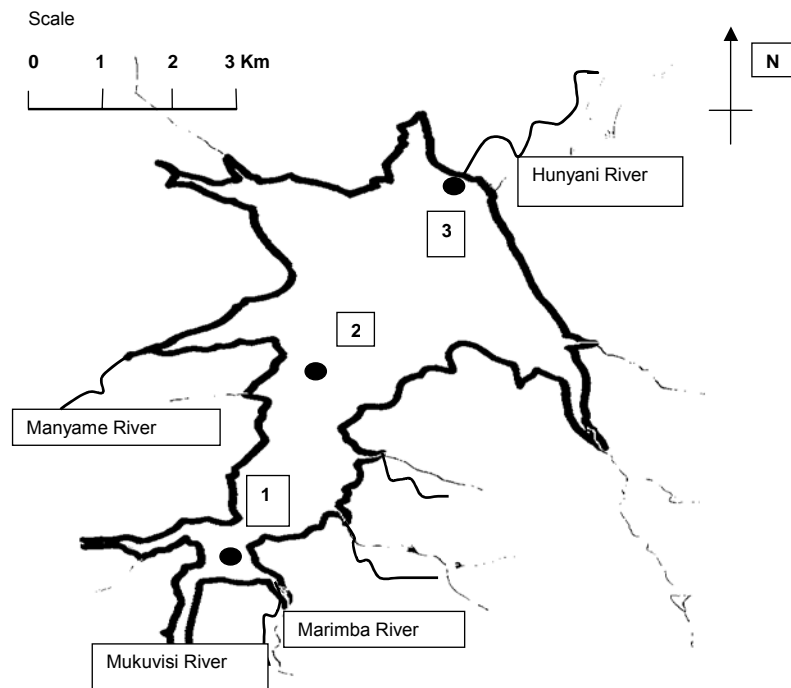 Scale
0 1 2 3 Km
N
Hunyani River
3
2
Manyame River
1
Marimba River
Mukuvisi River